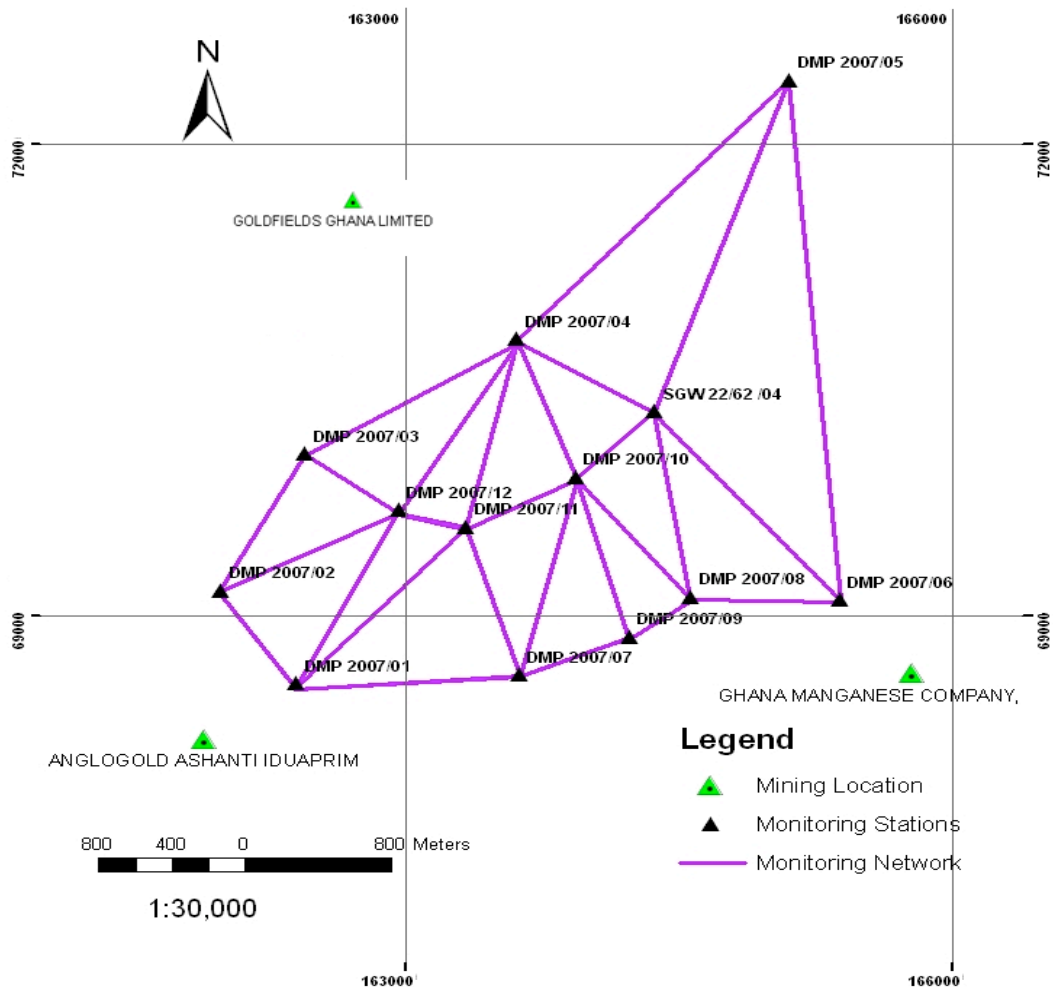 163000
166000
N
DMP 2007/05
72000
72000
GOLDFIELDS GHANA LIMITED
DMP 2007/04
SGW 22/62 /04
DMP 2007/03
DMP 2007/10
DMP 2007/12
DMP 2007/11
DMP 2007/02
DMP 2007/08
DMP 2007/06
69000
DMP 2007/09
69000
DMP 2007/07
DMP 2007/01
GHANA MANGANESE COMPANY,
Legend
ANGLOGOLD ASHANTI IDUAPRIM
Mining Location
Monitoring Stations
800 400 0 800 Meters
Monitoring Network
1:30,000
163000
166000